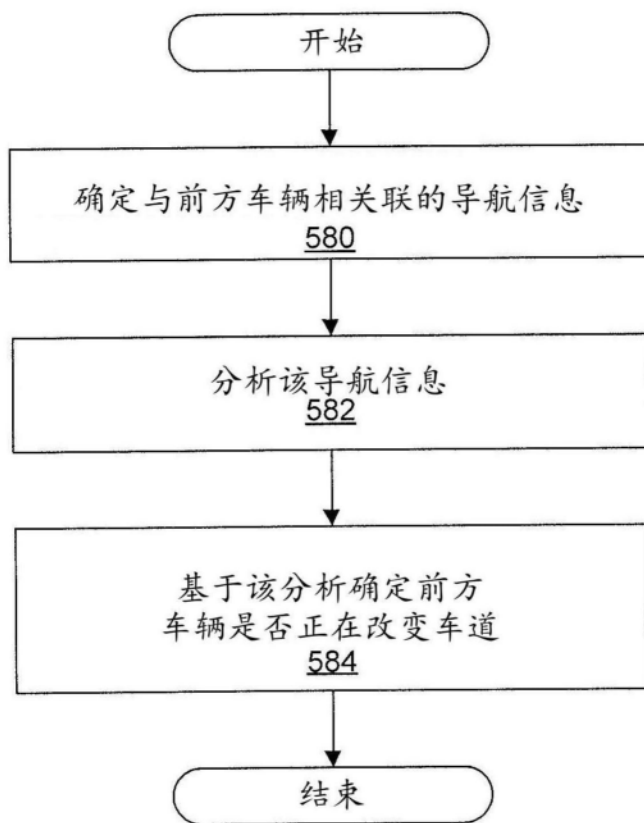 开始
确定与前方车辆相关联的导航信息
580
分析该导航信息
582
基于该分析确定前方
车辆是否正在改变车道
584
结束